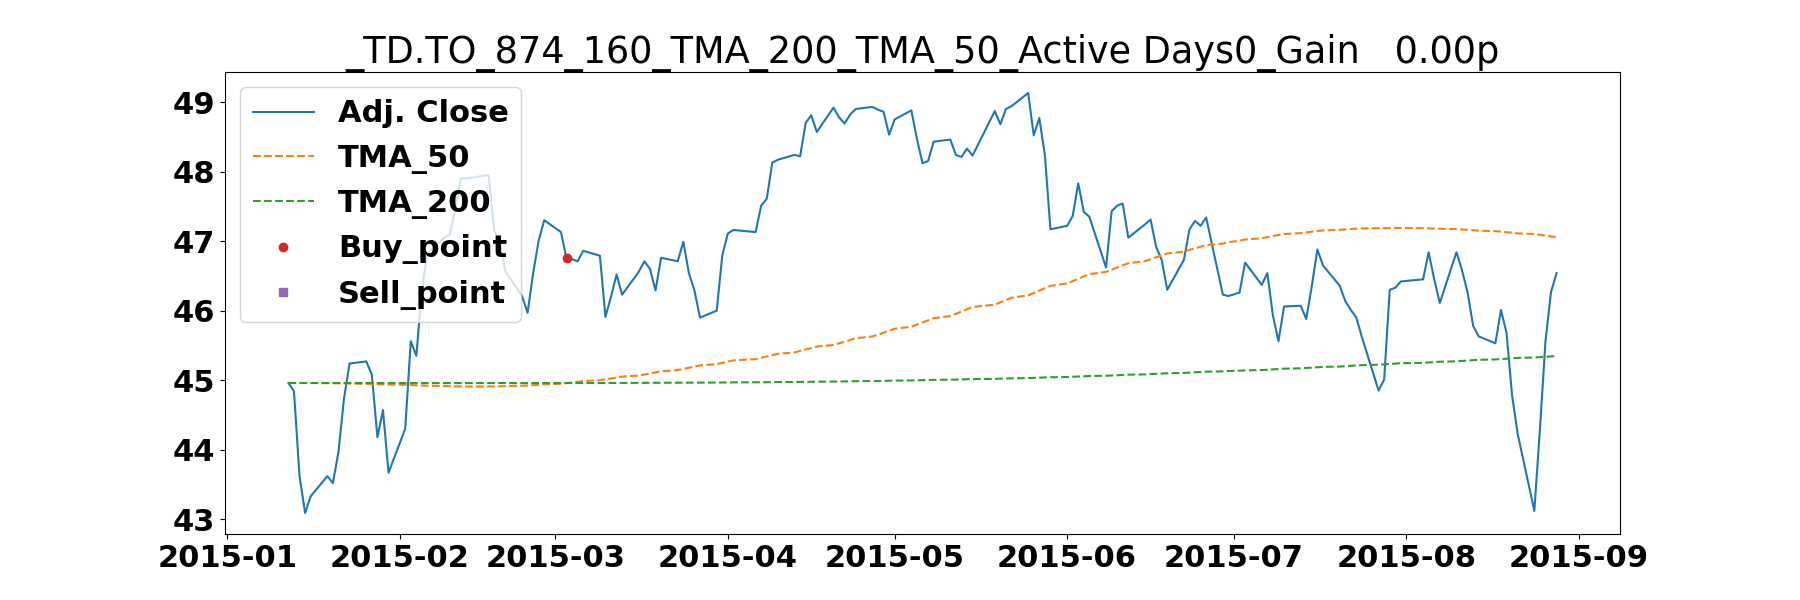 _TD.TO_874_160_TMA_200_TMA_50_Active Days0_Gain   0.00p
49
48
47
46
45
44
43
Adj. Close
TMA_50
TMA_200
Buy_point
Sell_point
2015-01 2015-02 2015-03 2015-04 2015-05 2015-06 2015-07 2015-08 2015-09